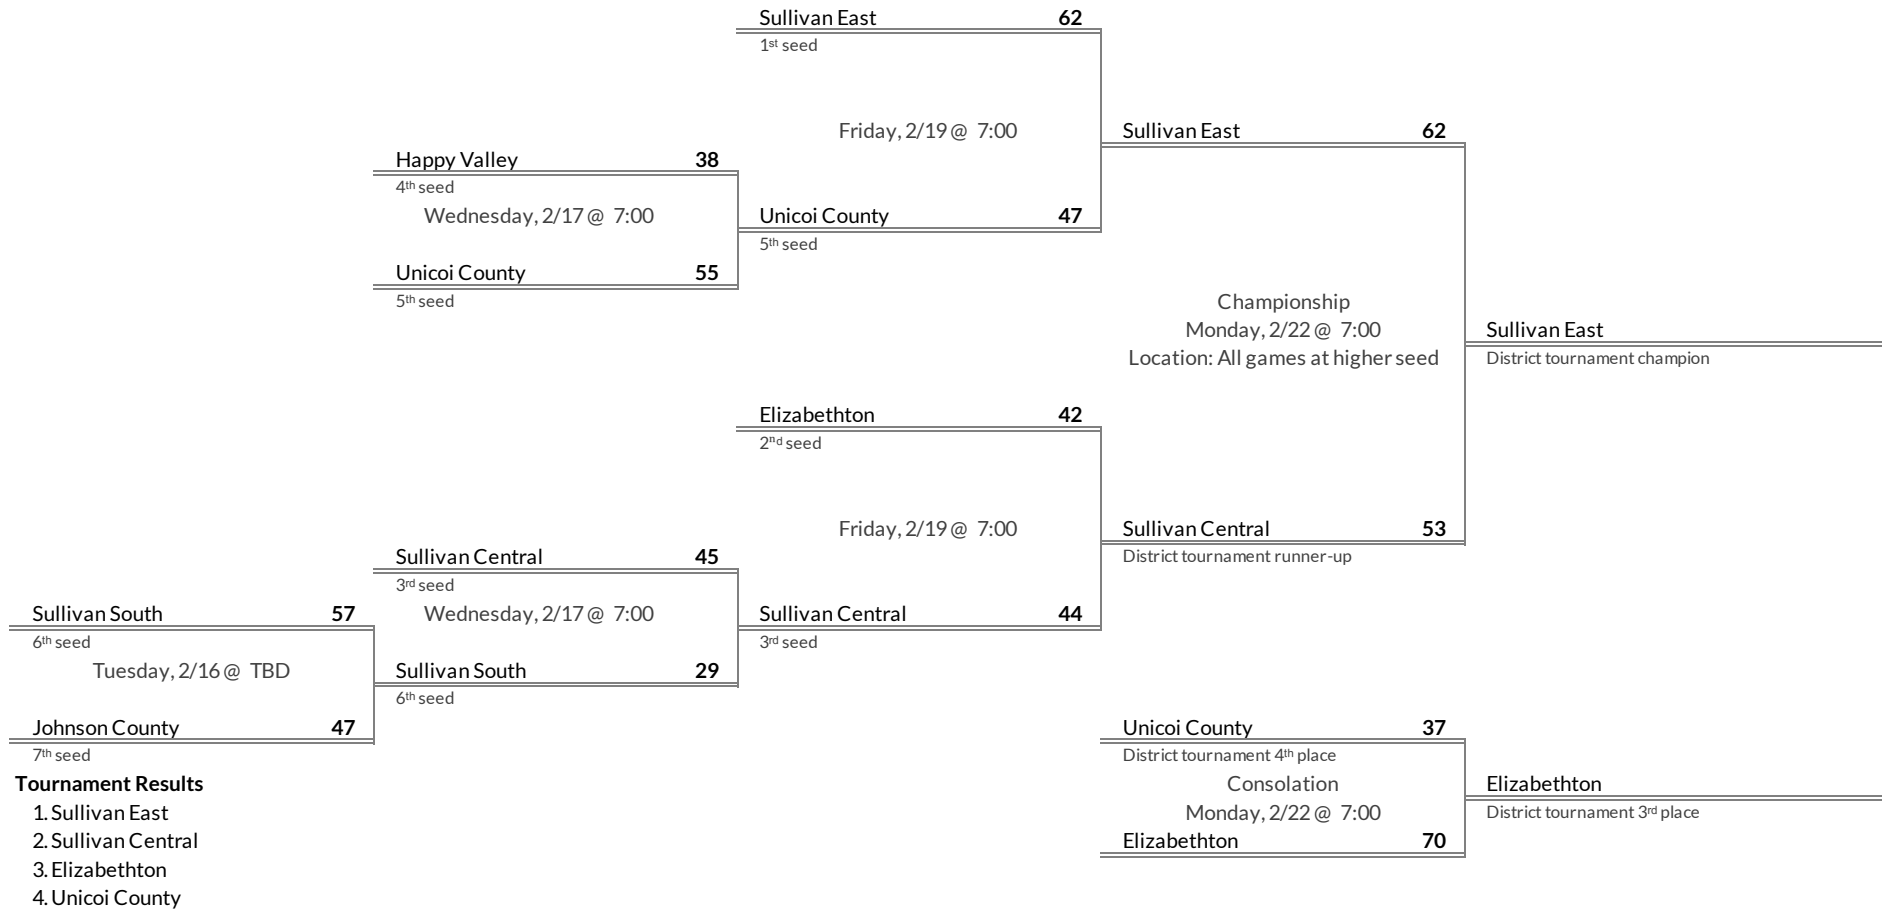 Sullivan East 62
1st seed
Friday, 2/19 @ 7:00
Sullivan East 62
Happy Valley 38
4th seed
Wednesday, 2/17 @ 7:00
Unicoi County 47
5th seed
Unicoi County 55
5th seed
Championship
Monday, 2/22 @ 7:00
Location: All games at higher seed
Sullivan East
District tournament champion
Elizabethton 42
2nd seed
Friday, 2/19 @ 7:00
Sullivan Central 53
District tournament runner-up
Sullivan Central 45
3rd seed
Wednesday, 2/17 @ 7:00
Sullivan Central 44
3rd seed
Sullivan South 57
6th seed
Tuesday, 2/16 @ TBD
Sullivan South 29
6th seed
Johnson County 47
7th seed
Unicoi County 37
District tournament 4th place
Consolation
Monday, 2/22 @ 7:00
Elizabethton 70
Elizabethton
District tournament 3rd place
Tournament Results
1. Sullivan East
2. Sullivan Central
3. Elizabethton
4. Unicoi County